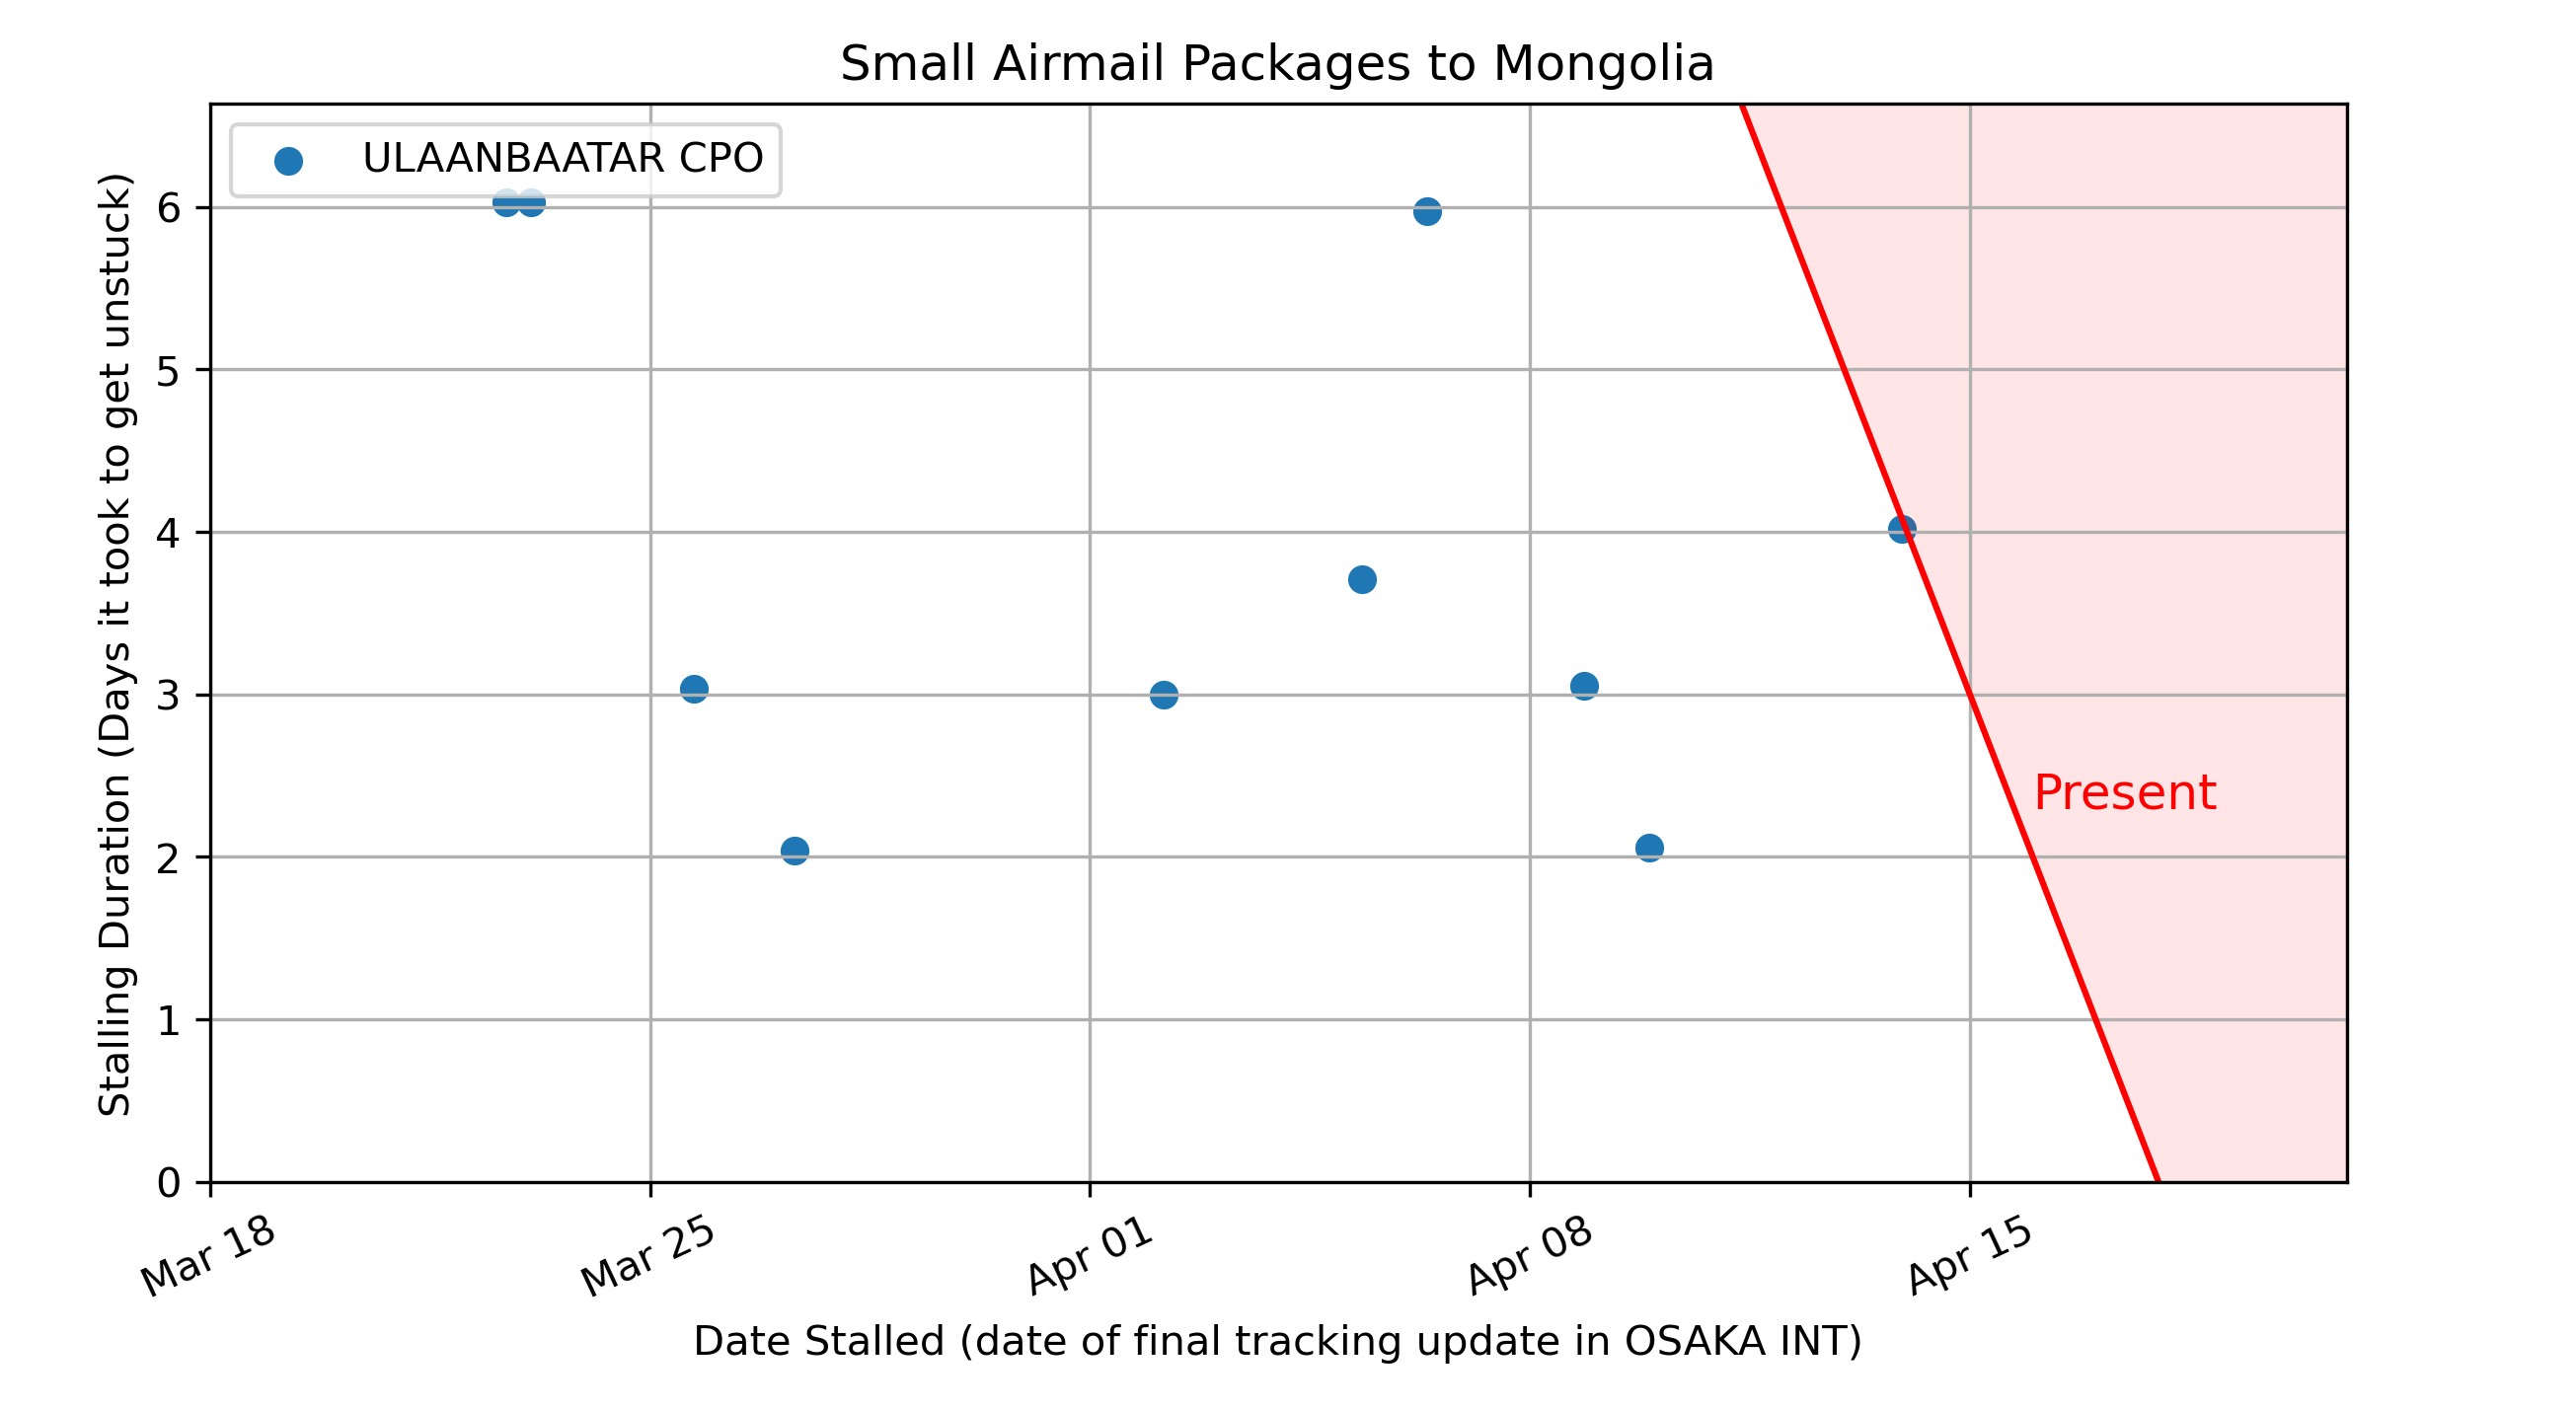 Small Airmail Packages to Mongolia
ULAANBAATAR CPO
Stalling Duration (Days it took to get unstuck)
6
5
4
3
2
1
0
Present
Mar 18
Mar 25
Apr 01
Apr 08
Apr 15
Date Stalled (date of final tracking update in OSAKA INT)